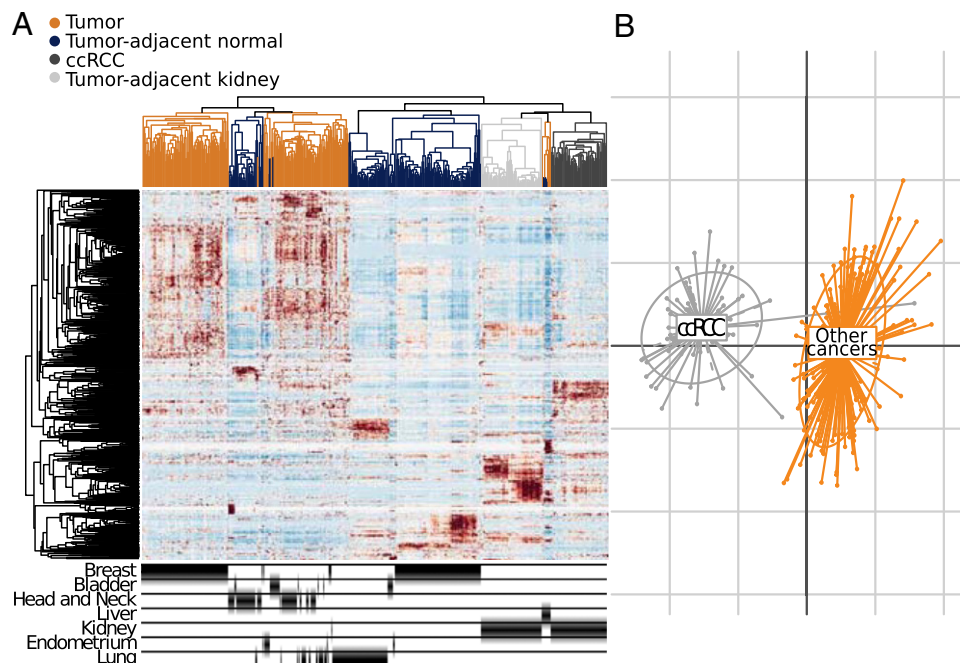 A
Tumor
Tumor-adjacent normal
ccRCC
Tumor-adjacent kidney
Breast
Bladder
Head and Neck
Liver
Kidney
Endometrium
Lung
B
ccRCC
Other
cancers